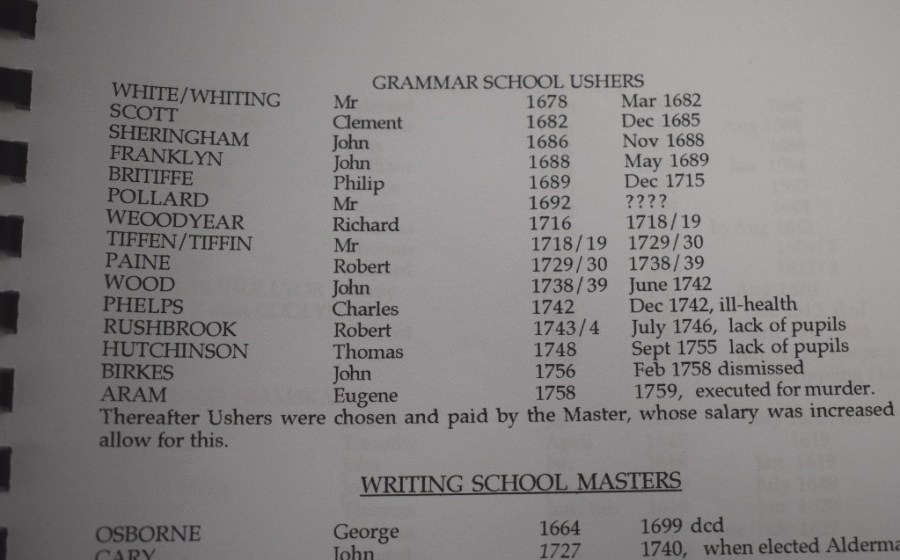 GRAMMAR SCHOOL USHERS
WHITE/WHITING Mr 1678 Mar 1682
SCOTT Clement 1682 Dec 1685
SHERINGHAM John 1686 Nov 1688
FRANKLYN John 1688 May 1689
BRITIFFE Philip 1689 Dec 1715
POLLARD Mr 1692 ????
WEOODYEAR Richard 1716 1718/19
TIFFEN/TIFFIN Mr 1718/19 1729/30
PAINE Robert 1729/30 1738/39
WOOD John 1738/39 June 1742
PHELPS Charles 1742 Dec 1742, ill-health
RUSHBROOK Robert 1743/4 July 1746, lack of pupils
HUTCHINSON Thomas 1748 Sept 1755 lack of pupils
BIRKES John 1756 Feb 1758 dismissed
ARAM Eugene 1758 1759, executed for murder.
Thereafter Ushers were chosen and paid by the Master, whose salary was increased
allow for this.
WRITING SCHOOL MASTERS
OSBORNE George 1664 1699 dcd
CARY John 1727 1740, when elected Alderma